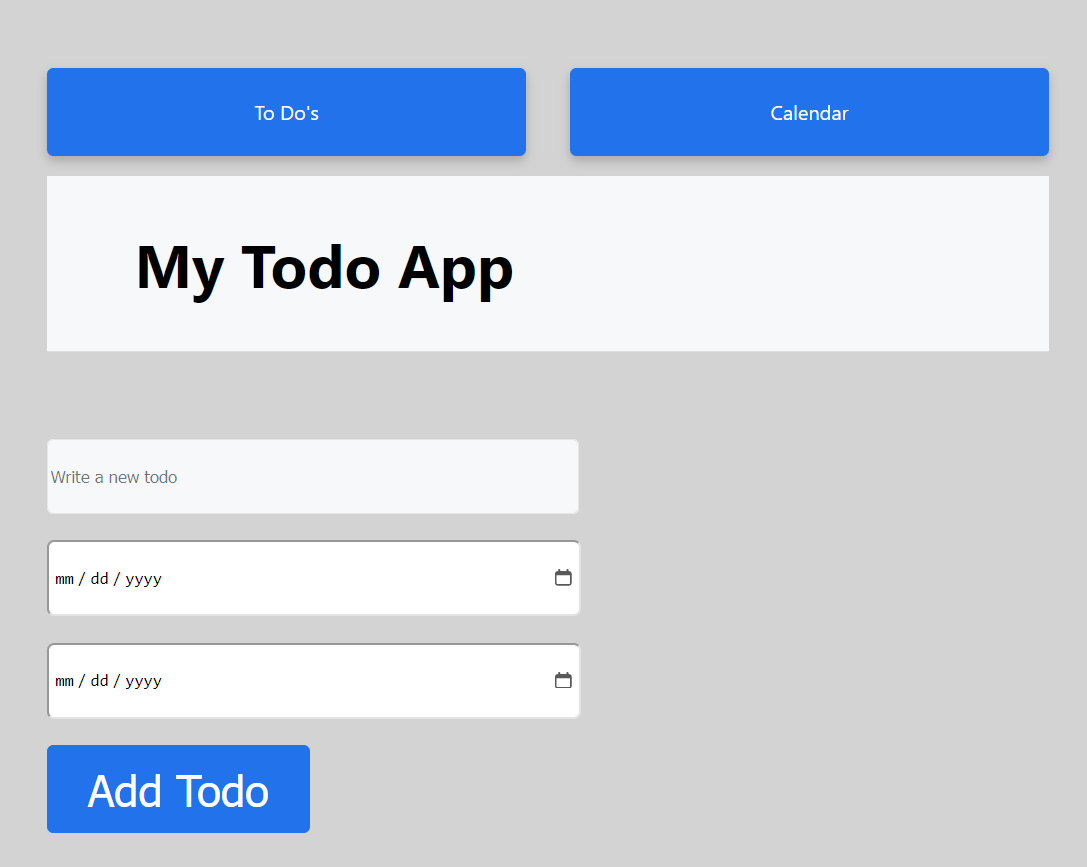 To Do's
Calendar
My Todo App
Write a new todo
mm / dd / yyyy
mm / dd / yyyy
Add Todo